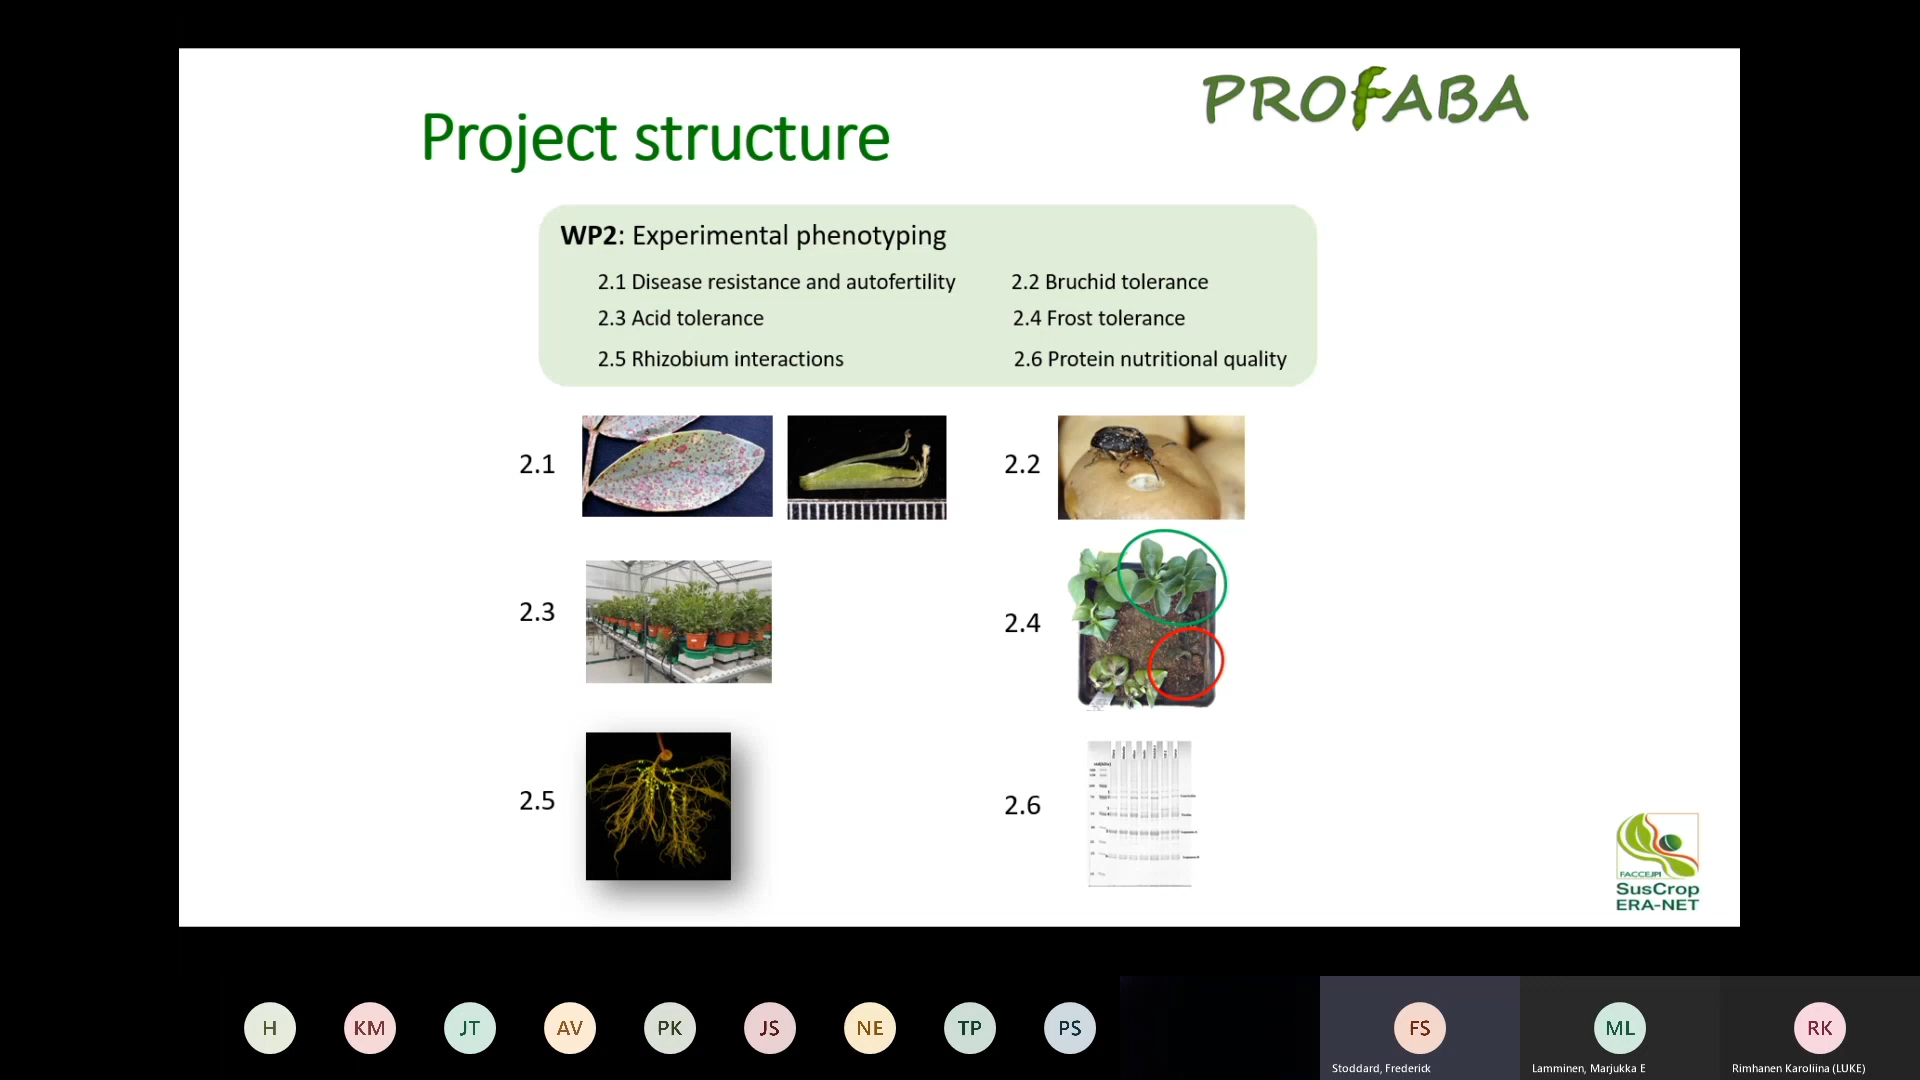 PROFABA
Project structure
WP2: Experimental phenotyping
2.1 Disease resistance and autofertility
2.2 Bruchid tolerance
2.3 Acid tolerance
2.4 Frost tolerance
2.5 Rhizobium interactions
2.6 Protein nutritional quality
2.1
2.2
2.3
2.4
2.5
2.6
FACCEJPI
SusCrop
ERA-NET
H
KM
JT
AV
PK
JS
NE
TP
PS
FS
ML
RK
Stoddard, Frederick
Lamminen, Marjukka E
Rimhanen Karoliina (LUKE)